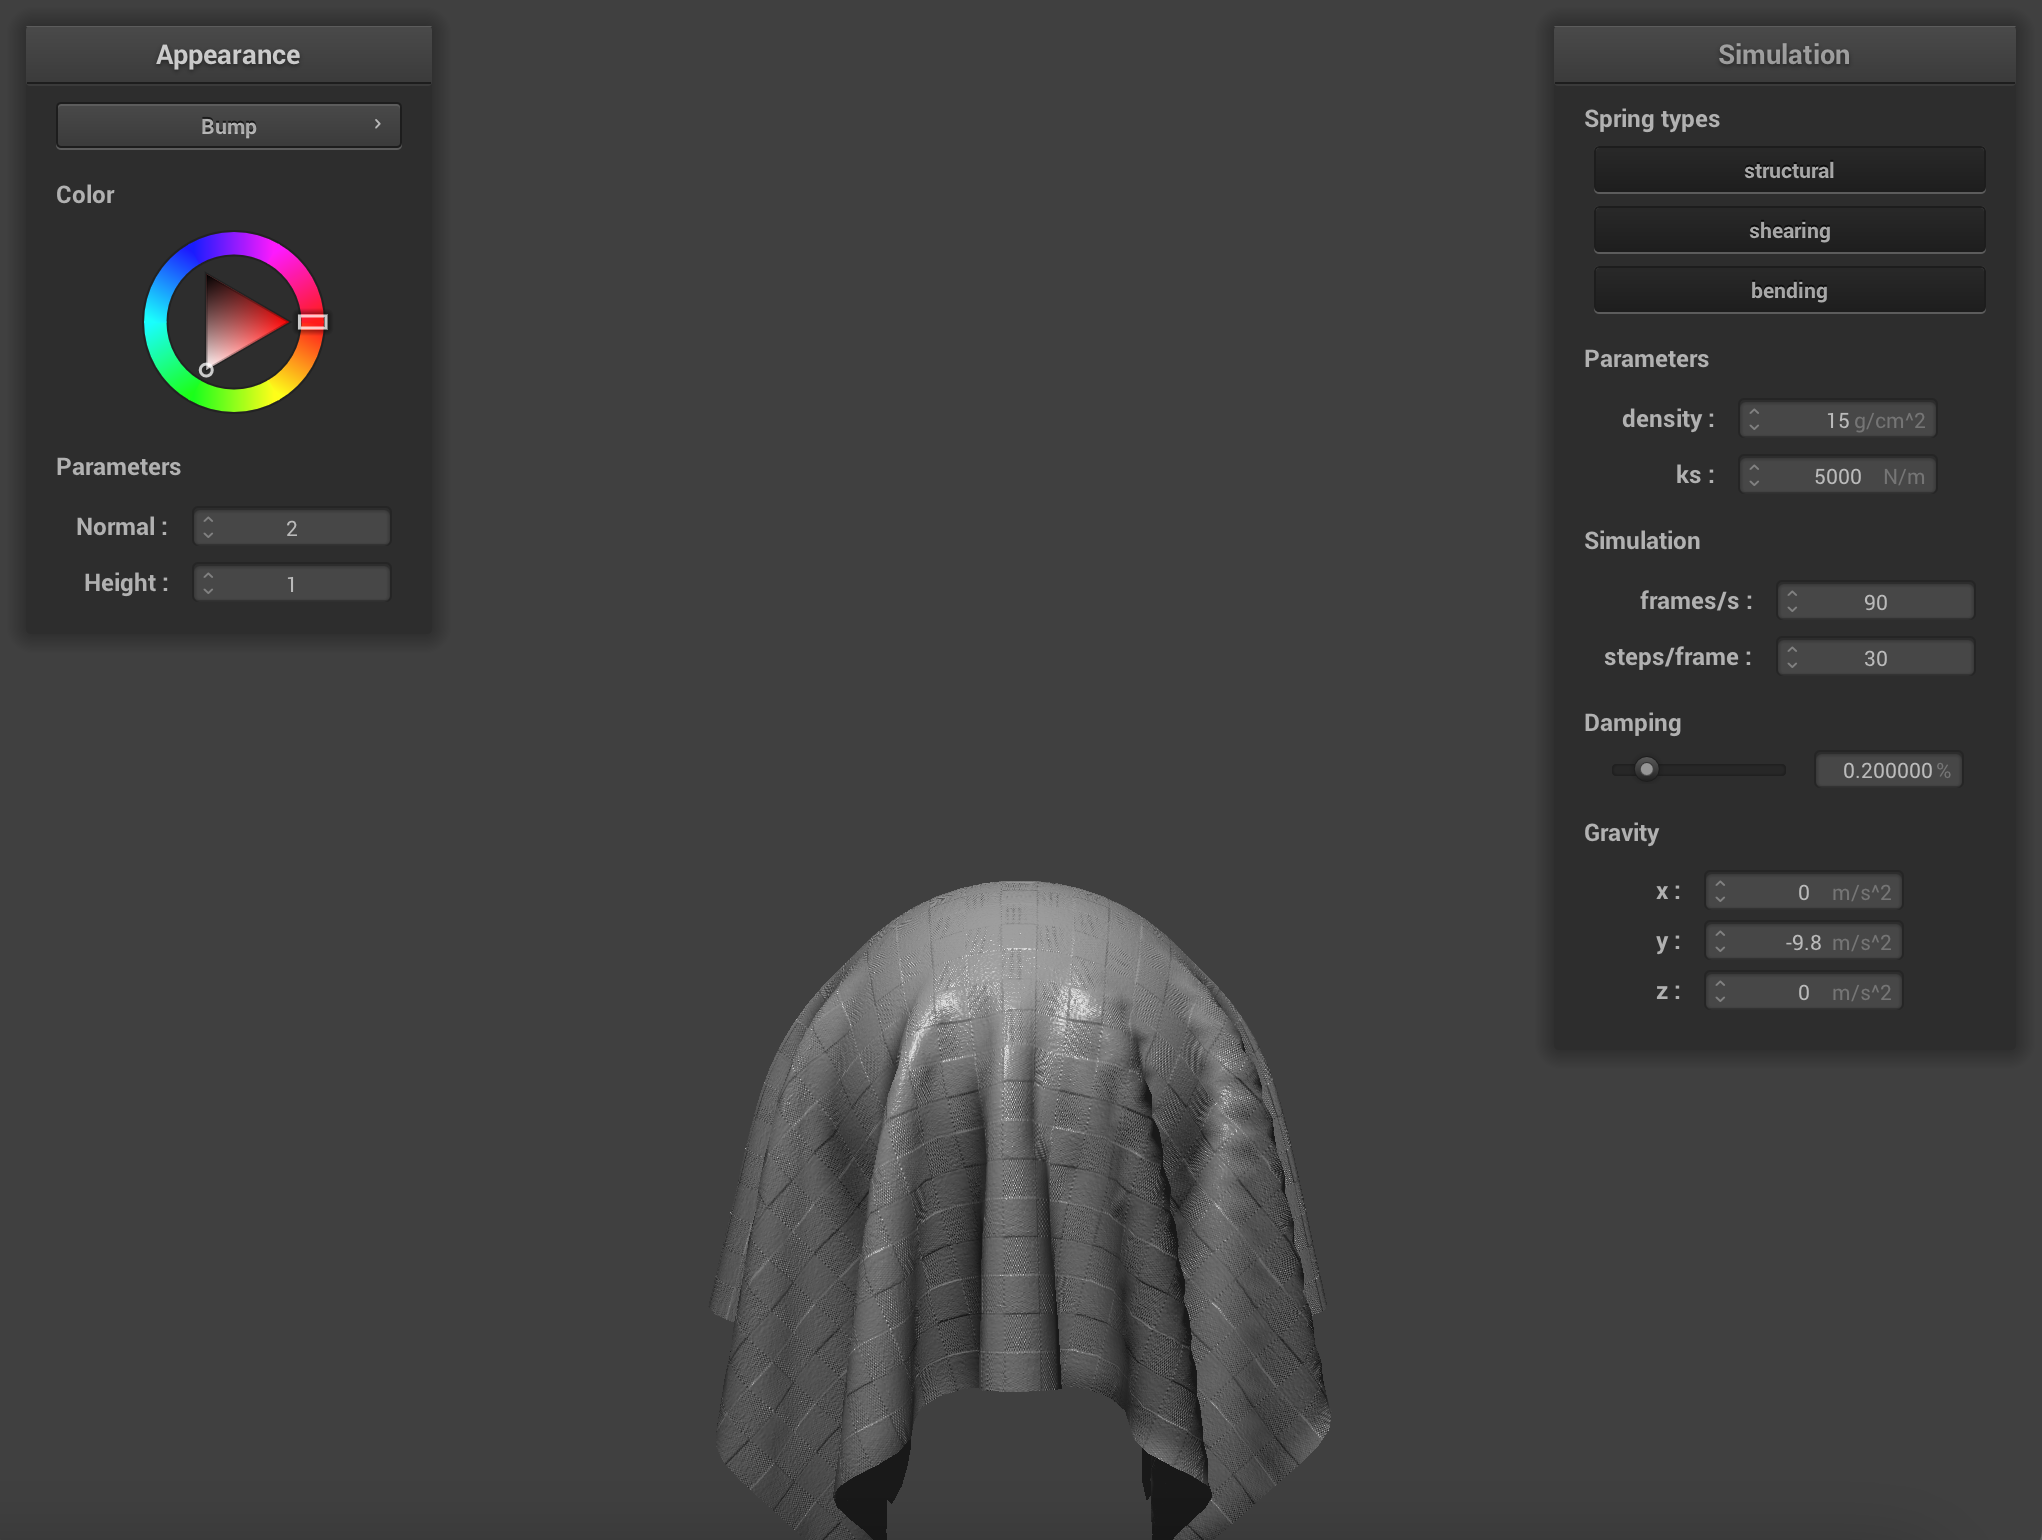 Appearance
Bump
Color
Parameters
Normal : 2
Height : 1
Simulation
Spring types
structural
shearing
bending
Parameters
density : 15 g/cm^2
ks : 5000 N/m
Simulation
frames/s : 90
steps/frame : 30
Damping
0.200000 %
Gravity
x : 0 m/s^2
y : -9.8 m/s^2
z : 0 m/s^2